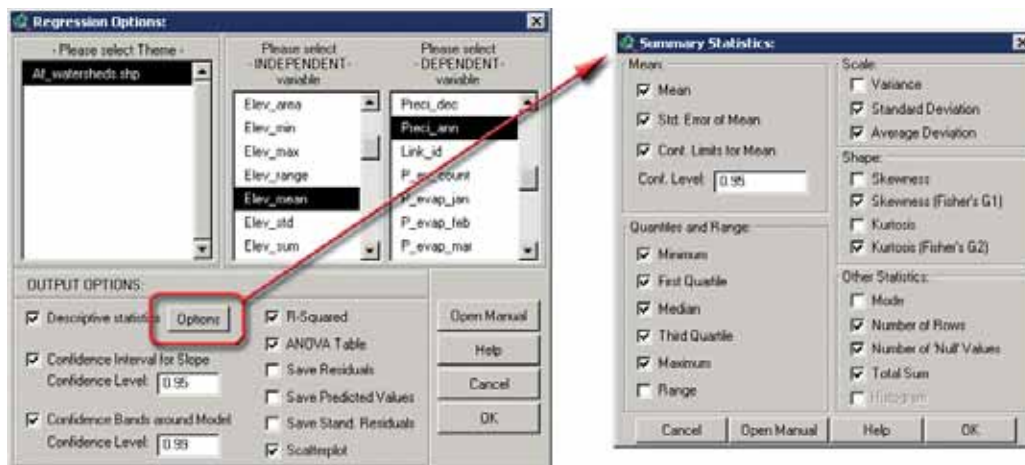 Regression Options:
- Please select Theme -
Af_watersheds.shp
Please select
-INDEPENDENT-
variable
Elev_area
Elev_min
Elev_max
Elev_range
Elev_mean
Elev_std
Elev_sum
Please select
-DEPENDENT-
variable
Preci_dec
Preci_ann
Link_id
P_ev_count
P_evap_jan
P_evap_feb
P_evap_mar
OUTPUT OPTIONS:
Descriptive statistics Options
Confidence Interval for Slope
Confidence Level: 0.95
Confidence Bands around Model
Confidence Level: 0.99
R-Squared
ANOVA Table
Save Residuals
Save Predicted Values
Save Stand. Residuals
Scatterplot
Open Manual
Help
Cancel
OK
Summary Statistics:
Mean:
Mean
Std. Error of Mean
Conf. Limits for Mean
Conf. Level: 0.95
Quantiles and Range:
Minimum
First Quartile
Median
Third Quartile
Maximum
Range
Scale:
Variance
Standard Deviation
Average Deviation
Shape:
Skewness
Skewness (Fisher's G1)
Kurtosis
Kurtosis (Fisher's G2)
Other Statistics:
Mode
Number of Rows
Number of 'Null' Values
Total Sum
Histogram
Cancel
Open Manual
Help
OK